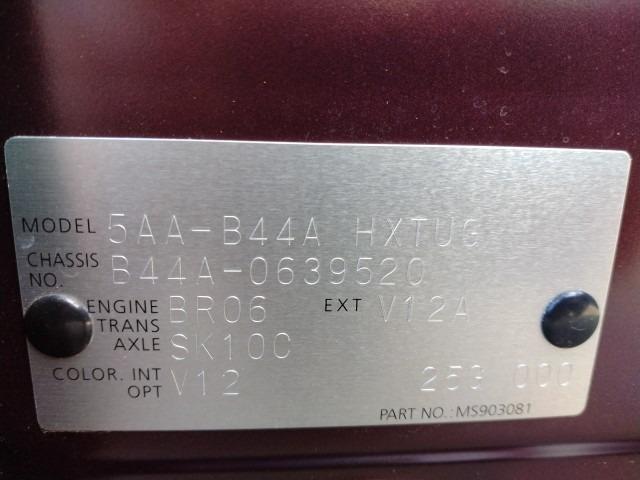 MODEL 5AA-B44A HXTUG
CHASSIS NO. B44A-0639520
ENGINE BR06 EXT V12A
TRANS AXLE SK10C
COLOR. INT OPT V12 253 000
PART NO.: MS903081